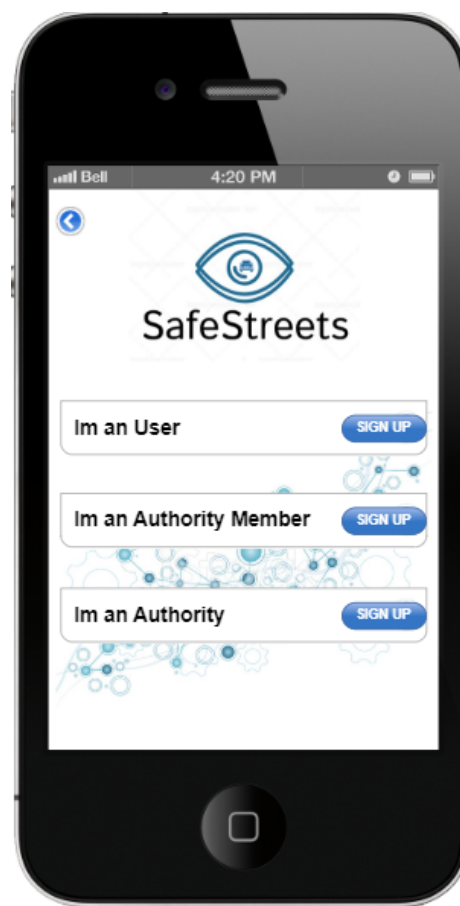 Bell 4:20 PM
SafeStreets
Im an User SIGN UP
Im an Authority Member SIGN UP
Im an Authority SIGN UP